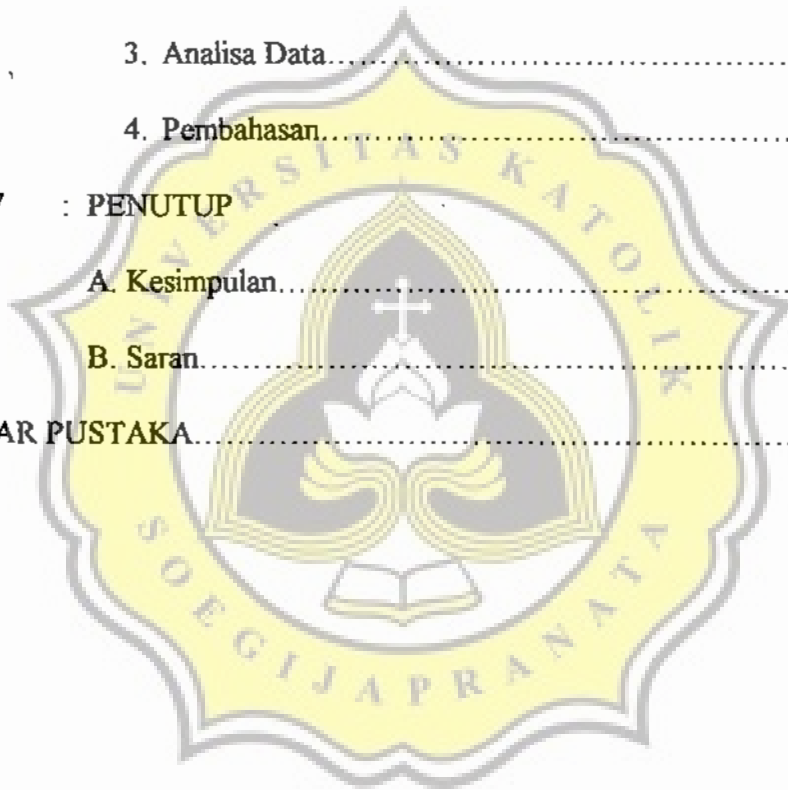 3. Analisa Data
4. Pembahasan
: PENUTUP
A. Kesimpulan
B. Saran
AR PUSTAKA
UNIVERSITAS KATOLIK
SOEGIJAPRANATA